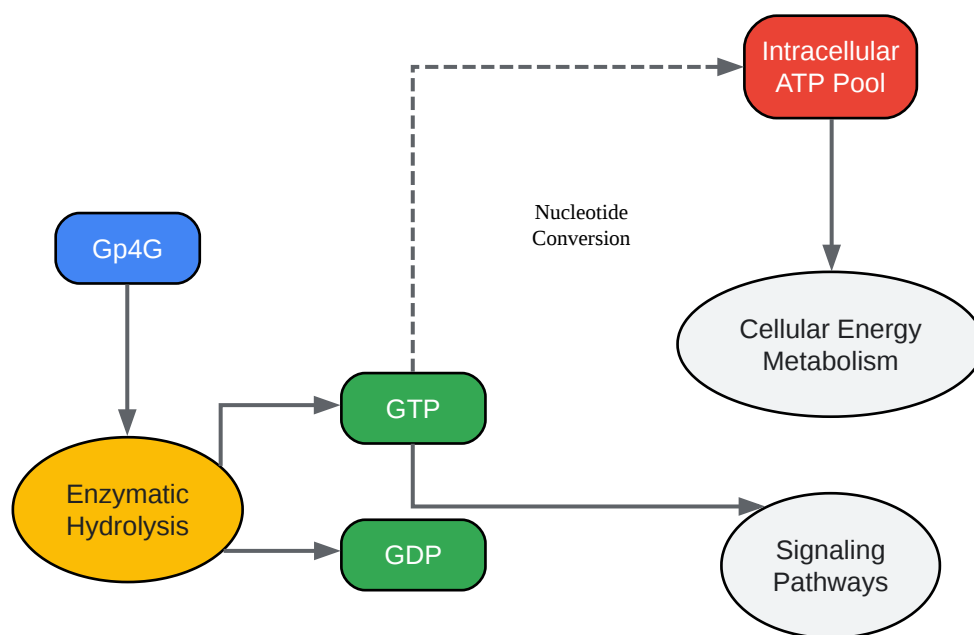 Intracellular
ATP Pool
Nucleotide
Conversion
Gp4G
Cellular Energy
Metabolism
GTP
Enzymatic
Hydrolysis
GDP
Signaling
Pathways